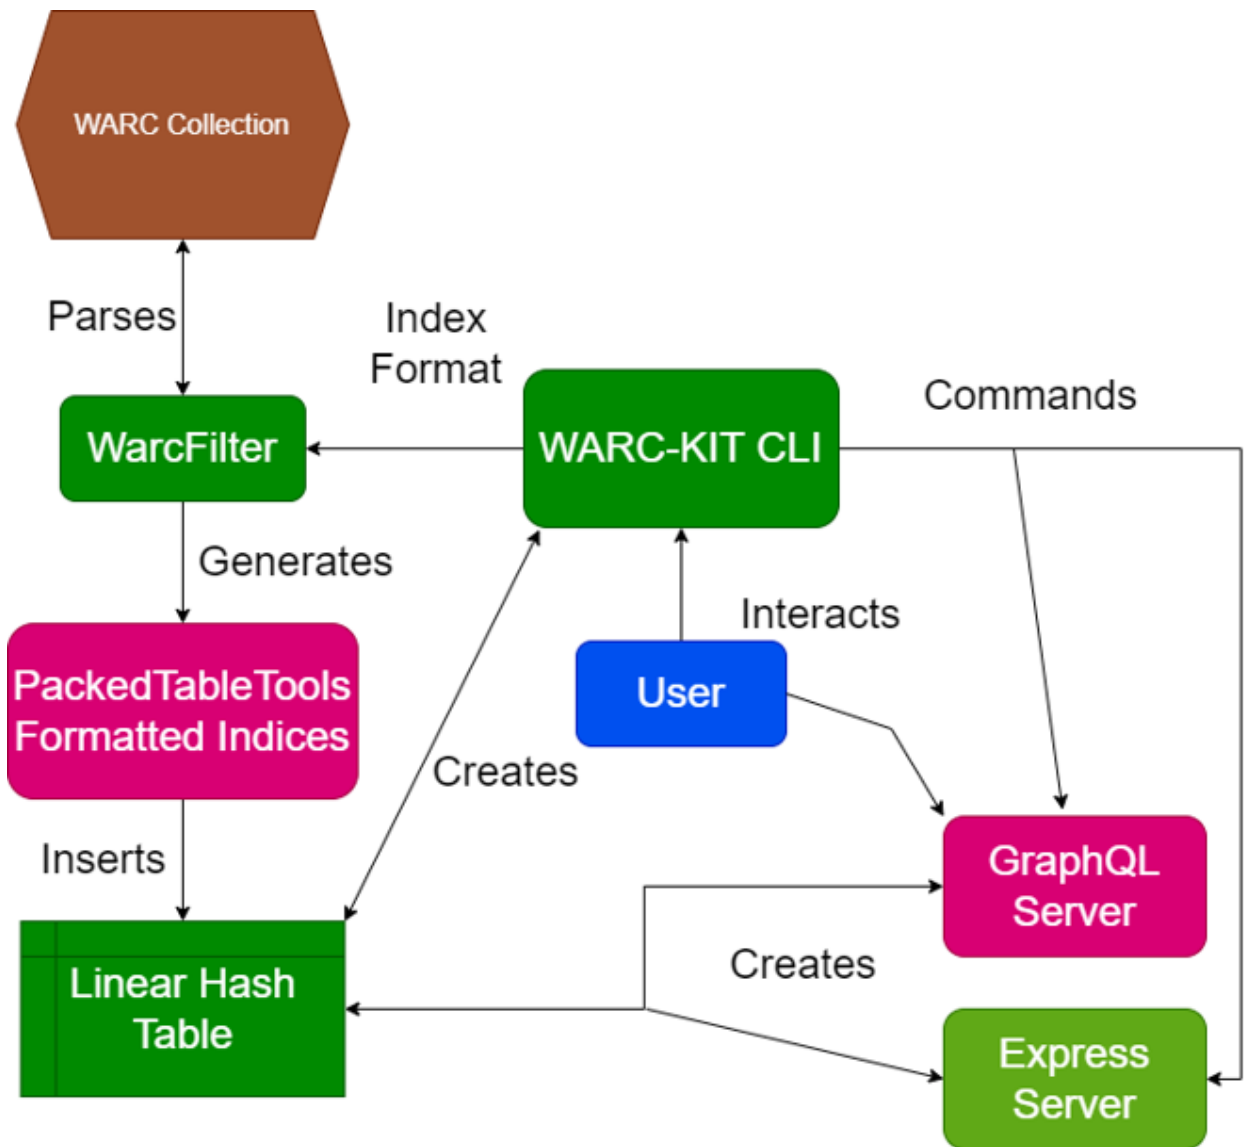 WARC Collection
Parses
Index
Format
Commands
WarcFilter
WARC-KIT CLI
Generates
Interacts
PackedTableTools
Formatted Indices
User
Creates
Inserts
GraphQL
Server
Creates
Linear Hash
Table
Express
Server